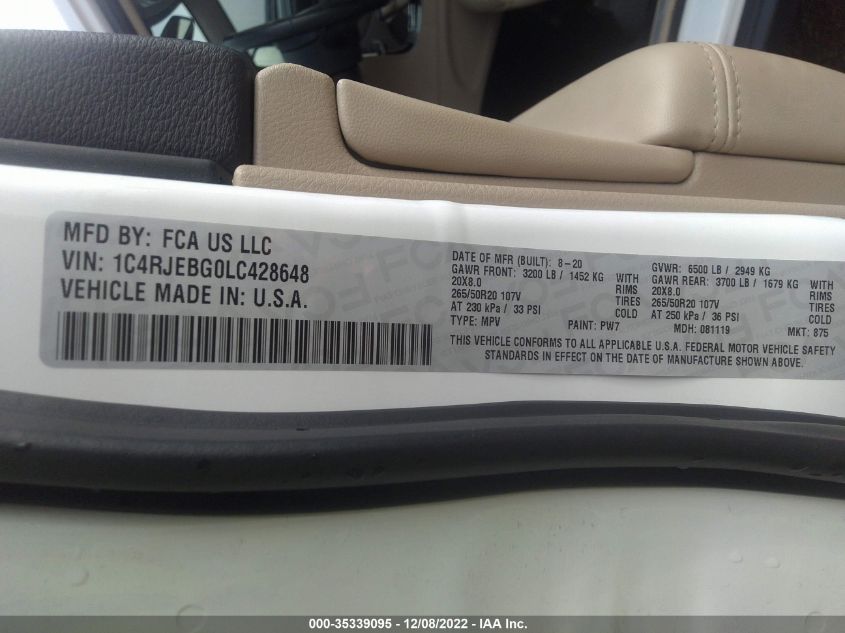 MFD BY: FCA US LLC
VIN: 1C4RJEBG0LC428648
VEHICLE MADE IN: U.S.A.
DATE OF MFR (BUILT): 8-20 GVWR: 6500 LB / 2949 KG
GAWR FRONT: 3200 LB / 1452 KG WITH GAWR REAR: 3700 LB / 1679 KG WITH
20X8.0 RIMS 20X8.0 RIMS
265/50R20 107V TIRES 265/50R20 107V TIRES
AT 230 kPa / 33 PSI COLD AT 250 kPa / 36 PSI COLD
TYPE: MPV PAINT: PW7 MDH: 081119 MKT: 875
THIS VEHICLE CONFORMS TO ALL APPLICABLE U.S.A. FEDERAL MOTOR VEHICLE SAFETY
STANDARDS IN EFFECT ON THE DATE OF MANUFACTURE SHOWN ABOVE.
000-35339095 - 12/08/2022 - IAA Inc.